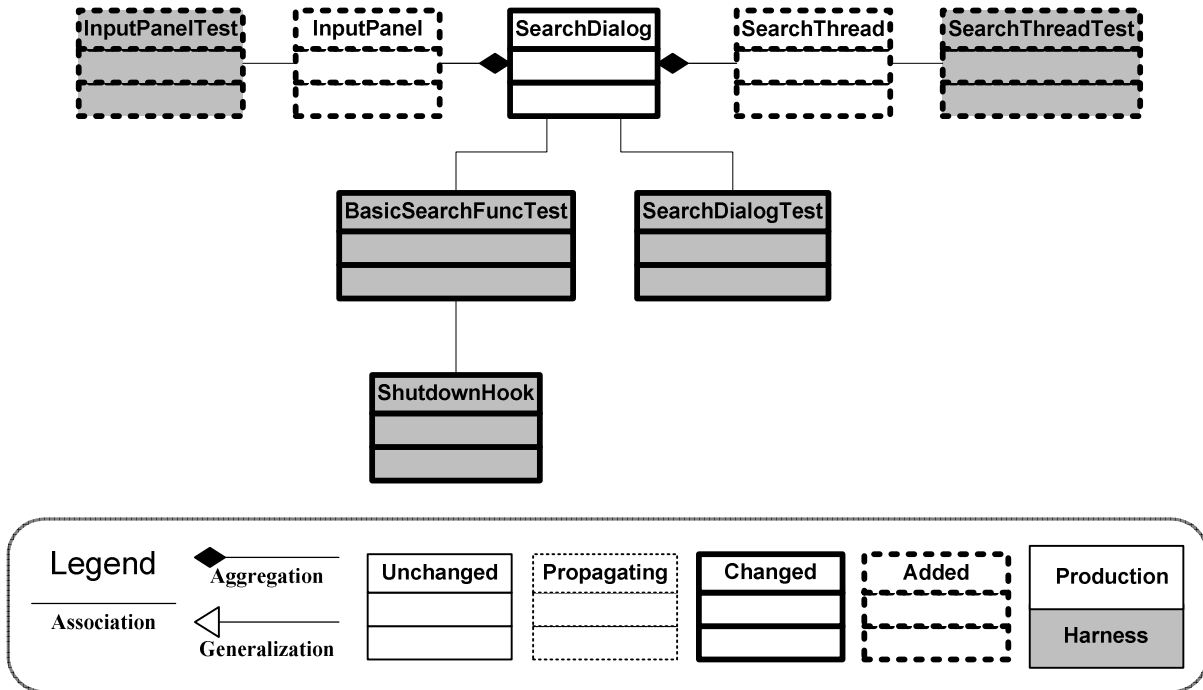 InputPanelTest
InputPanel
SearchDialog
SearchThread
SearchThreadTest
BasicSearchFuncTest
SearchDialogTest
ShutdownHook
Legend
Association
Aggregation
Generalization
Unchanged
Propagating
Changed
Added
Production
Harness